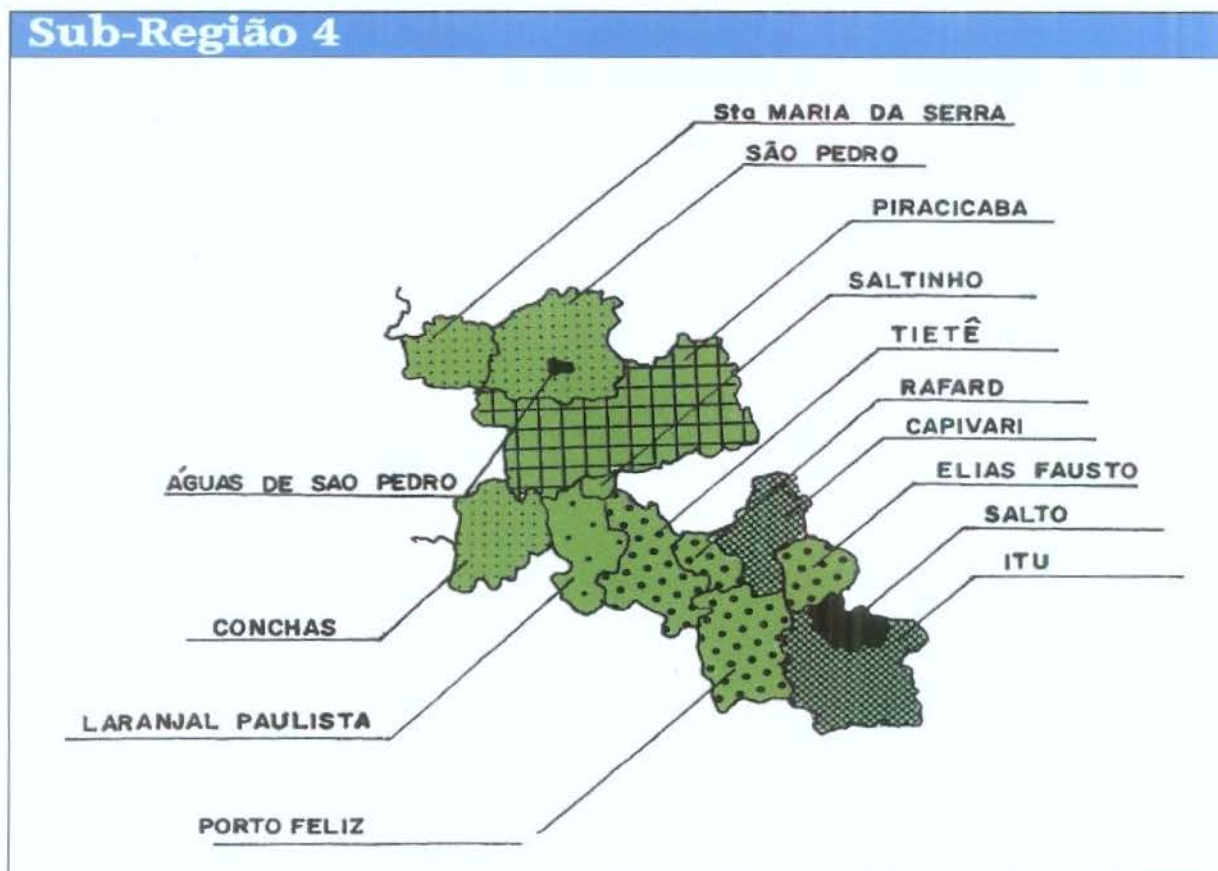 Sub-Região 4
Sta MARIA DA SERRA
SÃO PEDRO
PIRACICABA
SALTINHO
TIETÊ
RAFARD
CAPIVARI
ÁGUAS DE SAO PEDRO
ELIAS FAUSTO
SALTO
ITU
CONCHAS
LARANJAL PAULISTA
PORTO FELIZ